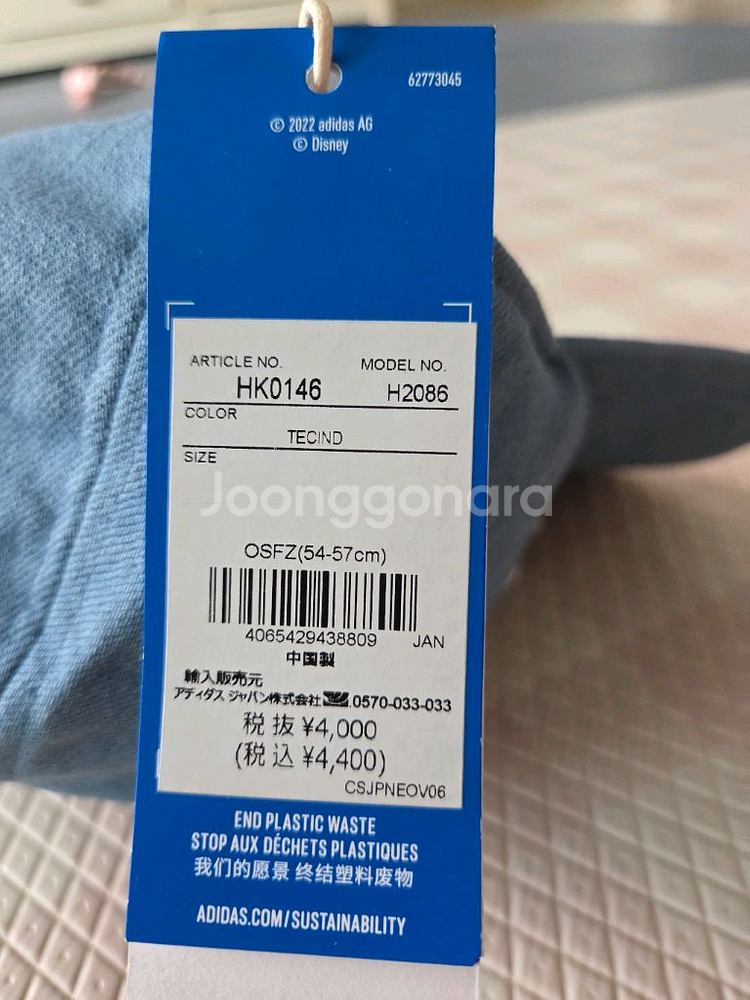 62773045
© 2022 adidas AG
© Disney
ARTICLE NO. MODEL NO.
HK0146 H2086
COLOR
TECIND
SIZE
Joonggonara
OSFZ(54-57cm)
4065429438809 JAN
中国製
輸入販売元
アディダス ジャパン株式会社 0570-033-033
税抜 ¥4,000
(税込 ¥4,400)
CSJPNEOV06
END PLASTIC WASTE
STOP AUX DÉCHETS PLASTIQUES
我们的愿景 终结塑料废物
ADIDAS.COM/SUSTAINABILITY